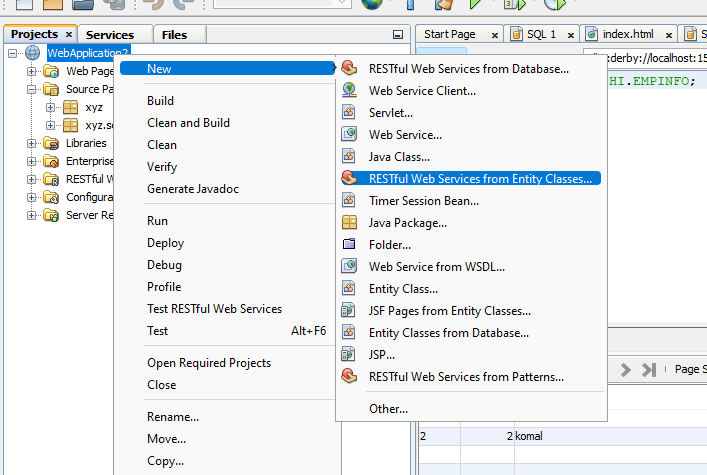 Projects
Services
Files
Start Page
SQL 1
index.html
WebApplication2
Web Page
Source Pa
xyz
xyz.s
Libraries
Enterprise
RESTful W
Configura
Server Re
New
Build
Clean and Build
Clean
Verify
Generate Javadoc
Run
Deploy
Debug
Profile
Test RESTful Web Services
Test Alt+F6
Open Required Projects
Close
Rename...
Move...
Copy...
RESTful Web Services from Database...
Web Service Client...
Servlet...
Web Service...
Java Class...
RESTful Web Services from Entity Classes...
Timer Session Bean...
Java Package...
Folder...
Web Service from WSDL...
Entity Class...
JSF Pages from Entity Classes...
Entity Classes from Database...
JSP...
RESTful Web Services from Patterns...
Other...
:derby://localhost:15
HI.EMPINFO;
Page S
2 2 komal